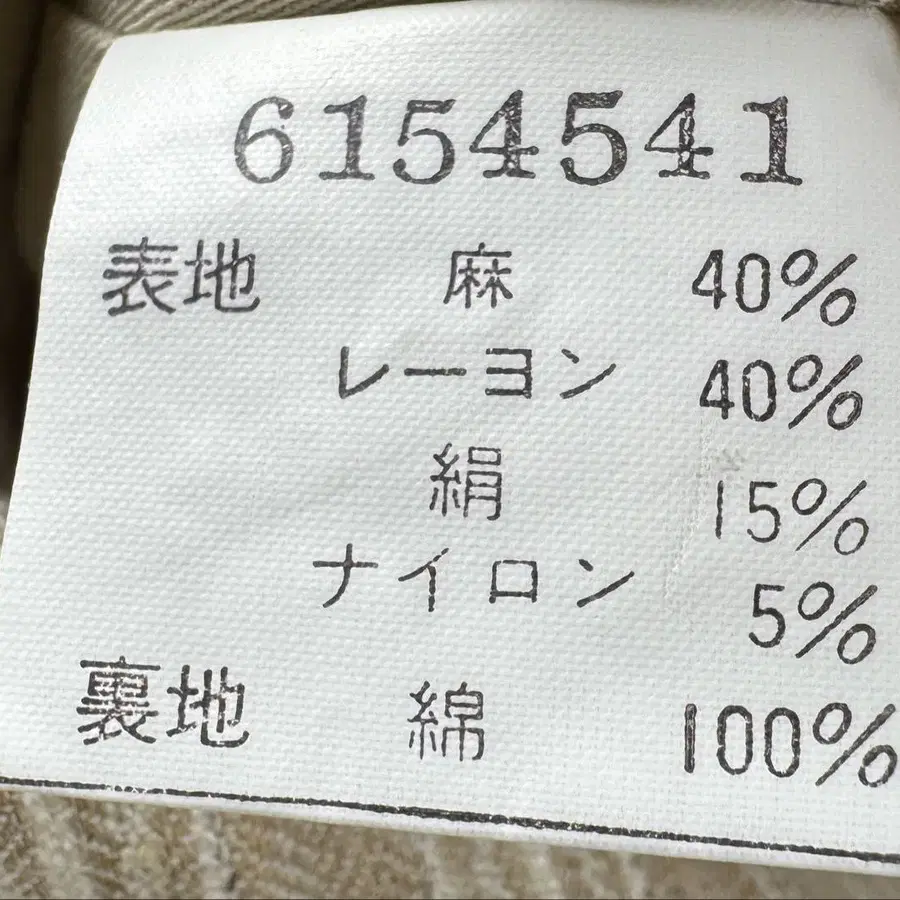 6154541
表地 麻 40%
レーヨン 40%
絹 15%
ナイロン 5%
裏地 綿 100%